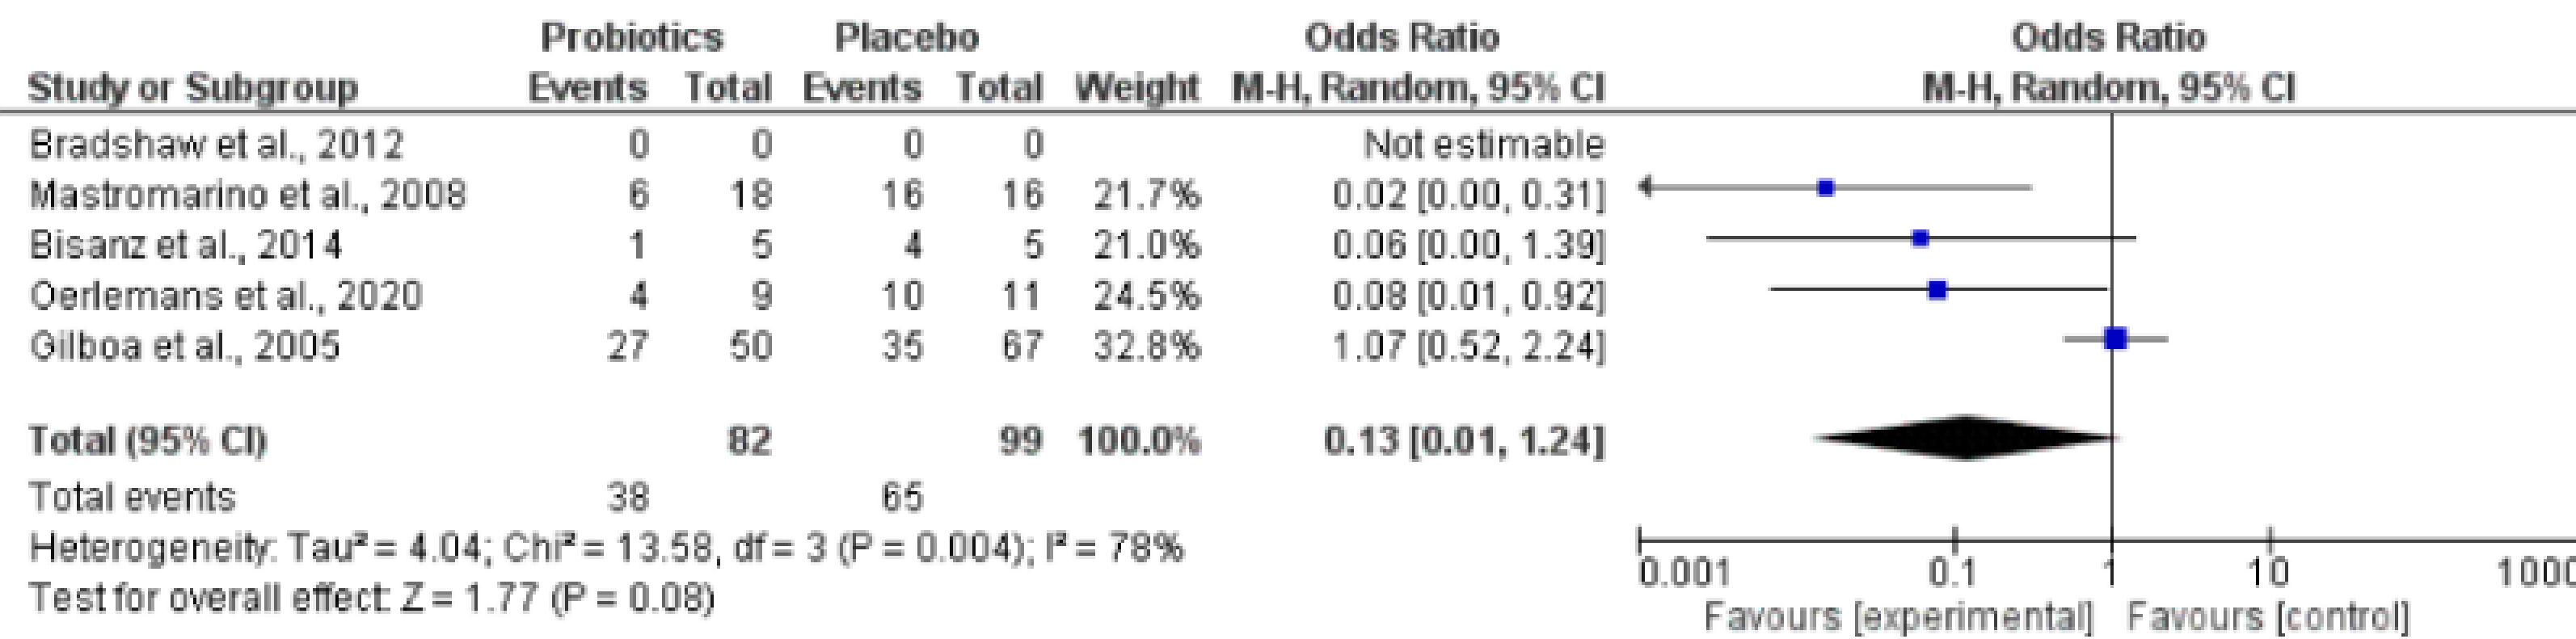 Probiotics Placebo Odds Ratio Odds Ratio
Study or Subgroup Events Total Events Total Weight M-H, Random, 95% CI M-H, Random, 95% CI
Bradshaw et al., 2012 0 0 0 0 Not estimable
Mastromarino et al., 2008 6 18 16 16 21.7% 0.02 [0.00, 0.31]
Bisanz et al., 2014 1 5 4 5 21.0% 0.06 [0.00, 1.39]
Oerlemans et al., 2020 4 9 10 11 24.5% 0.08 [0.01, 0.92]
Gilboa et al., 2005 27 50 35 67 32.8% 1.07 [0.52, 2.24]
Total (95% CI) 82 99 100.0% 0.13 [0.01, 1.24]
Total events 38 65
Heterogeneity: Tau² = 4.04; Chi² = 13.58, df = 3 (P = 0.004); I² = 78%
Test for overall effect: Z = 1.77 (P = 0.08)
0.001 0.1 1 10 1000
Favours [experimental] Favours [control]